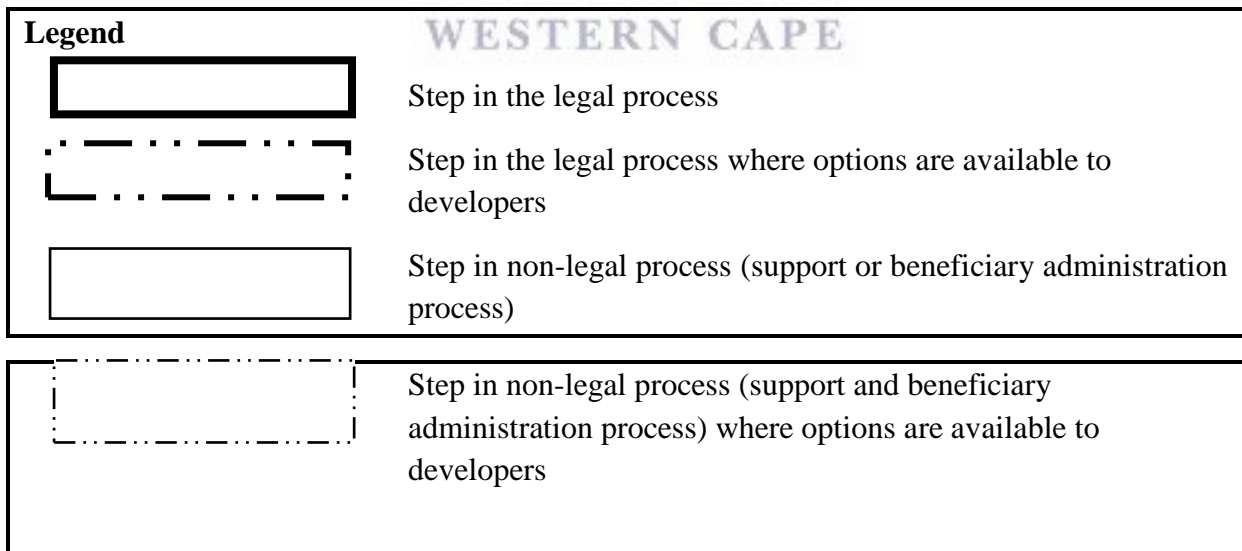 Legend
WESTERN CAPE
Step in the legal process
Step in the legal process where options are available to
developers
Step in non-legal process (support or beneficiary administration
process)
Step in non-legal process (support and beneficiary
administration process) where options are available to
developers